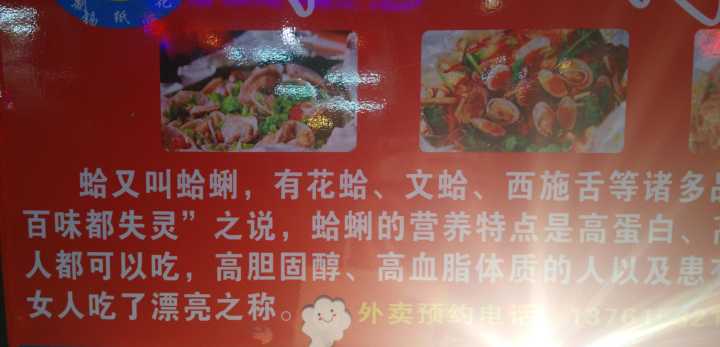 锡纸
花
蛤又叫蛤蜊，有花蛤、文蛤、西施舌等诸多
百味都失灵”之说，蛤蜊的营养特点是高蛋白、
人都可以吃，高胆固醇、高血脂体质的人以及患
女人吃了漂亮之称。
外卖预约电话